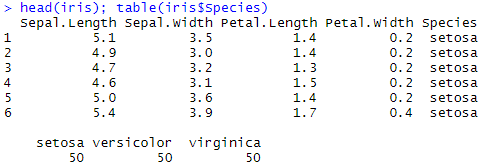 > head(iris); table(iris$Species)
  Sepal.Length Sepal.Width Petal.Length Petal.Width Species
1          5.1         3.5          1.4         0.2  setosa
2          4.9         3.0          1.4         0.2  setosa
3          4.7         3.2          1.3         0.2  setosa
4          4.6         3.1          1.5         0.2  setosa
5          5.0         3.6          1.4         0.2  setosa
6          5.4         3.9          1.7         0.4  setosa
    setosa versicolor  virginica
        50         50         50